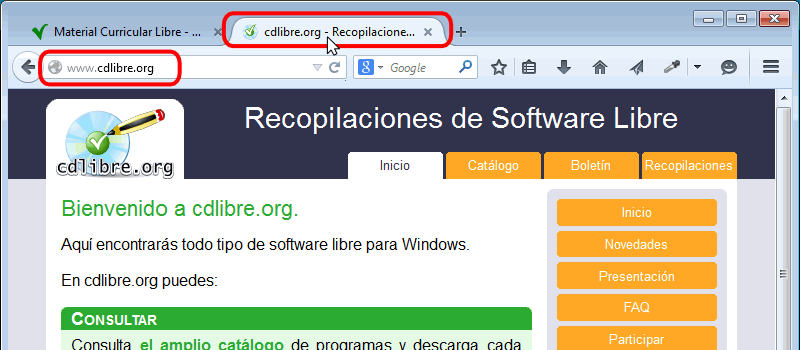 Material Curricular Libre - ...
cdlibre.org - Recopilacione...
www.cdlibre.org
Google
cdlibre.org
Recopilaciones de Software Libre
Inicio
Catálogo
Boletín
Recopilaciones
Bienvenido a cdlibre.org.
Aquí encontrarás todo tipo de software libre para Windows.
En cdlibre.org puedes:
CONSULTAR
Consulta el amplio catálogo de programas y descarga cada
Inicio
Novedades
Presentación
FAQ
Participar